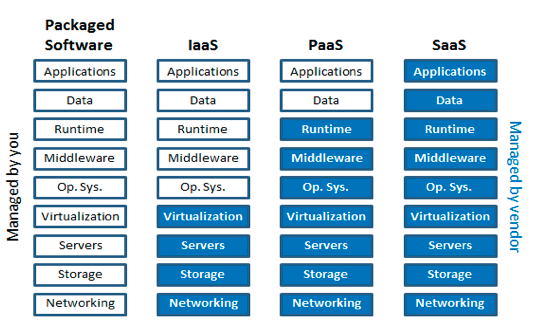 Packaged
Software IaaS PaaS SaaS
Applications Applications Applications Applications
Data Data Data Data
Runtime Runtime Runtime Runtime
Middleware Middleware Middleware Middleware
Op. Sys. Op. Sys. Op. Sys. Op. Sys.
Virtualization Virtualization Virtualization Virtualization
Servers Servers Servers Servers
Storage Storage Storage Storage
Networking Networking Networking Networking
Managed by you
Managed by vendor